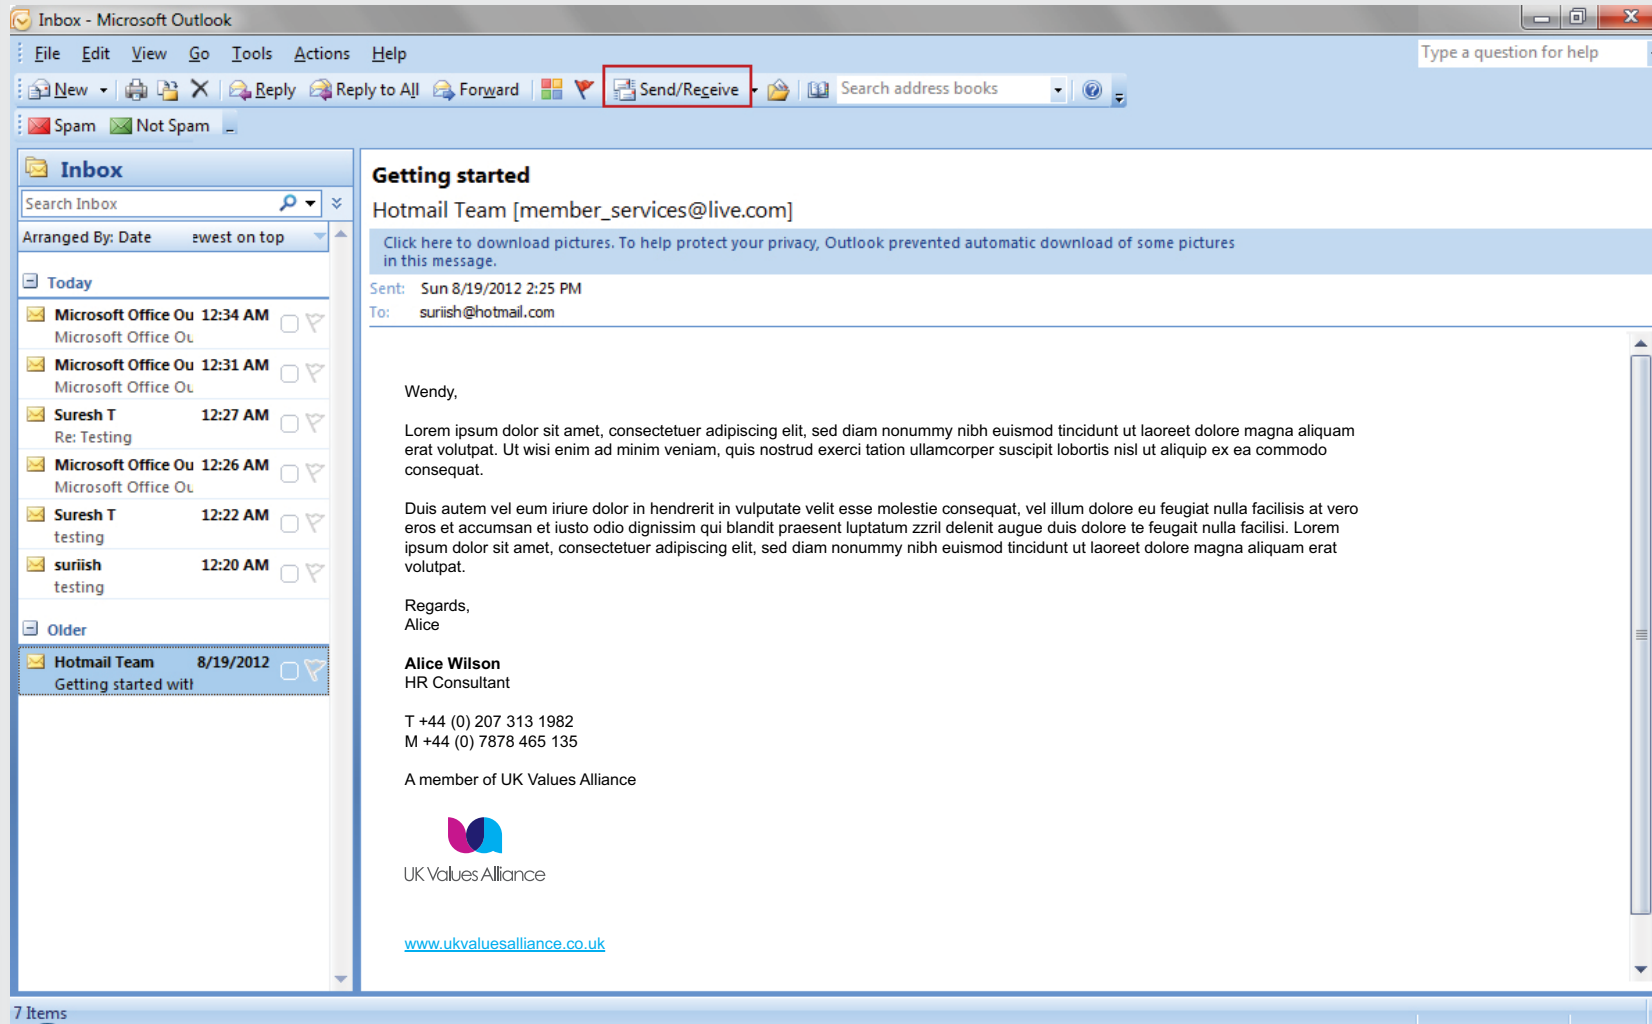 Inbox - Microsoft Outlook
File Edit View Go Tools Actions Help
Type a question for help
New Reply Reply to All Forward Send/Receive Search address books
Spam Not Spam
Inbox
Search Inbox
Arranged By: Date ewest on top
Today
Microsoft Office Ou 12:34 AM
Microsoft Office Ou
Microsoft Office Ou 12:31 AM
Microsoft Office Ou
Suresh T 12:27 AM
Re: Testing
Microsoft Office Ou 12:26 AM
Microsoft Office Ou
Suresh T 12:22 AM
testing
suriish 12:20 AM
testing
Older
Hotmail Team 8/19/2012
Getting started with
7 Items
Getting started
Hotmail Team [member_services@live.com]
Click here to download pictures. To help protect your privacy, Outlook prevented automatic download of some pictures
in this message.
Sent: Sun 8/19/2012 2:25 PM
To: suriish@hotmail.com
Wendy,
Lorem ipsum dolor sit amet, consectetuer adipiscing elit, sed diam nonummy nibh euismod tincidunt ut laoreet dolore magna aliquam
erat volutpat. Ut wisi enim ad minim veniam, quis nostrud exerci tation ullamcorper suscipit lobortis nisl ut aliquip ex ea commodo
consequat.
Duis autem vel eum iriure dolor in hendrerit in vulputate velit esse molestie consequat, vel illum dolore eu feugiat nulla facilisis at vero
eros et accumsan et iusto odio dignissim qui blandit praesent luptatum zzril delenit augue duis dolore te feugait nulla facilisi. Lorem
ipsum dolor sit amet, consectetuer adipiscing elit, sed diam nonummy nibh euismod tincidunt ut laoreet dolore magna aliquam erat
volutpat.
Regards,
Alice
Alice Wilson
HR Consultant
T +44 (0) 207 313 1982
M +44 (0) 7878 465 135
A member of UK Values Alliance
UK Values Alliance
www.ukvaluesalliance.co.uk